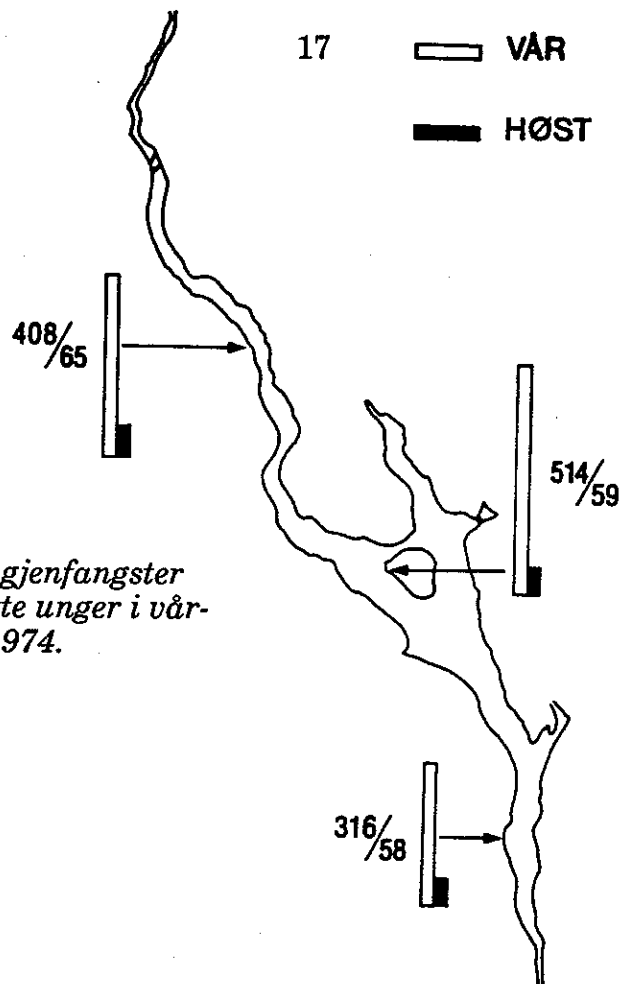 17
VÅR
HØST
408/65
514/59
gjenfangster
te unger i vår-
974.
316/58